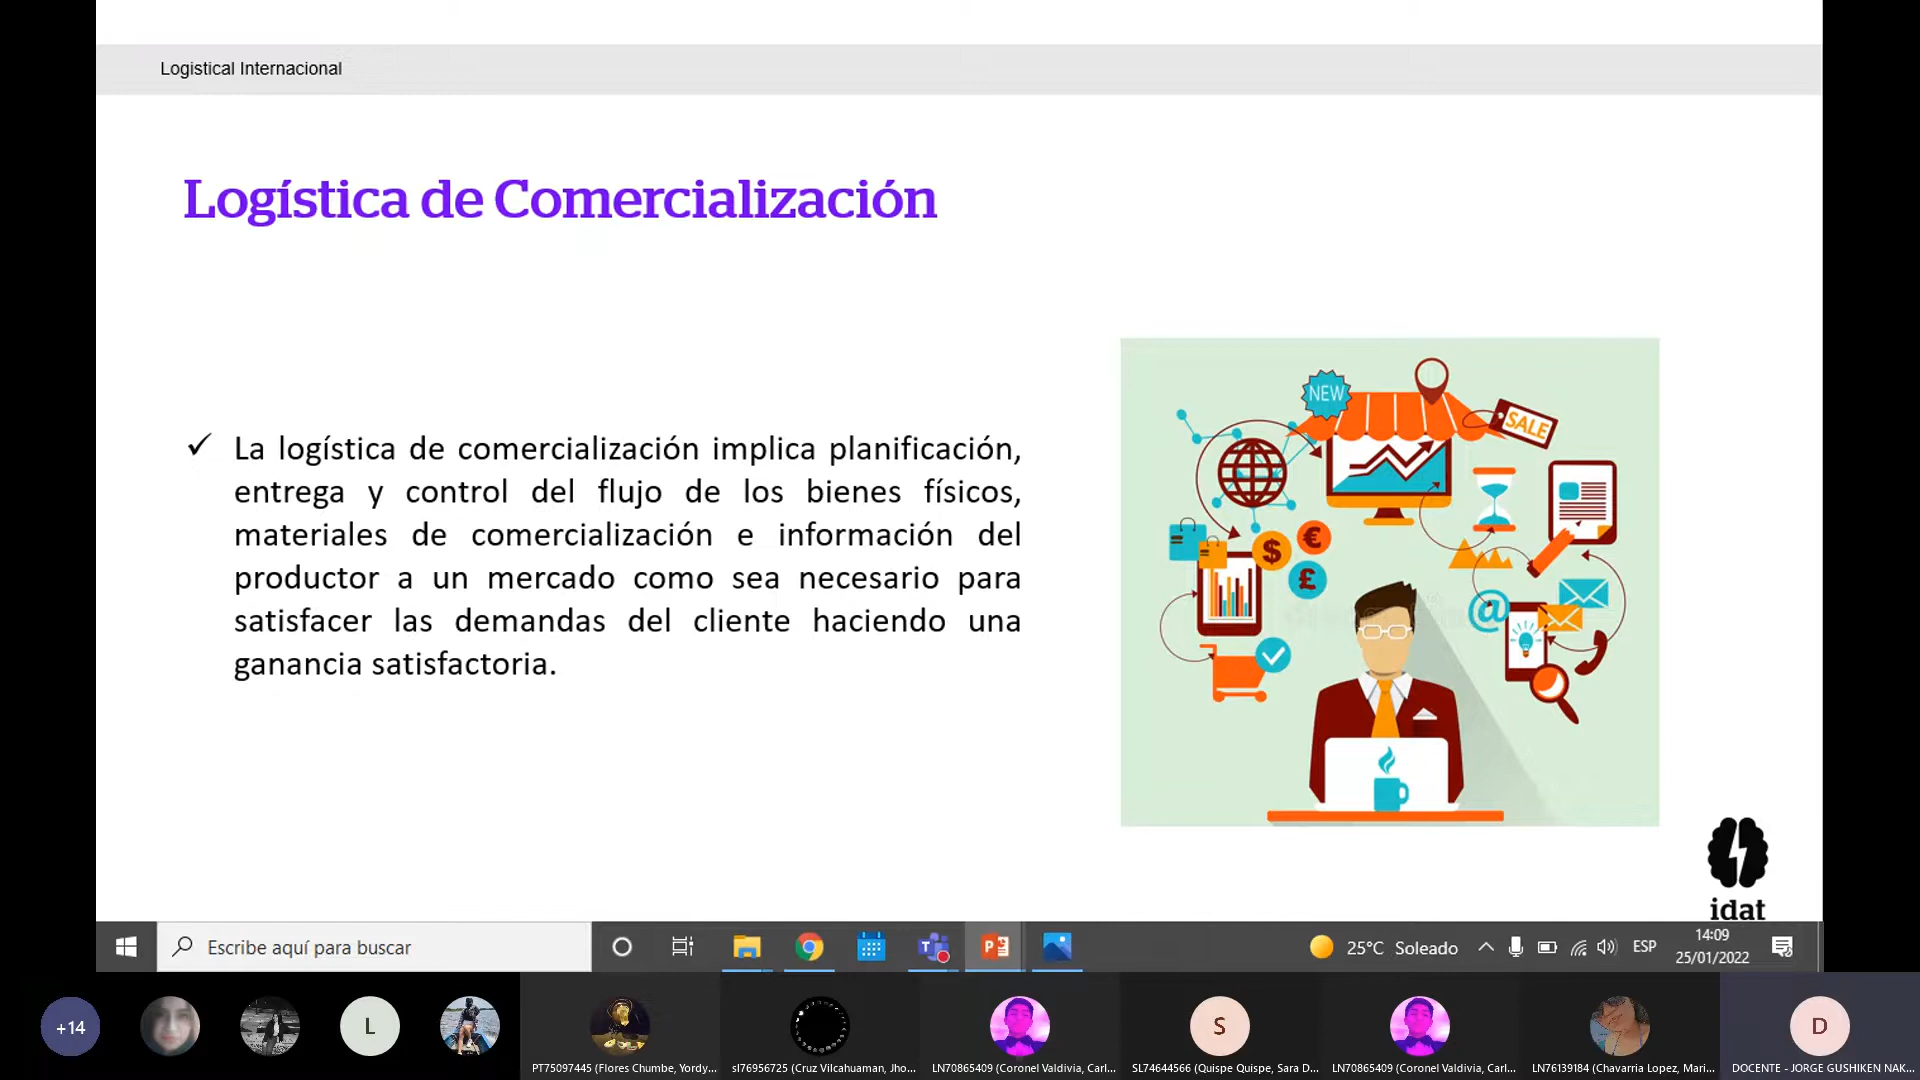 Logistical Internacional
Logística de Comercialización
✓ La logística de comercialización implica planificación,
entrega y control del flujo de los bienes físicos,
materiales de comercialización e información del
productor a un mercado como sea necesario para
satisfacer las demandas del cliente haciendo una
ganancia satisfactoria.
NEW
SALE
$
€
£
@
idat
Escribe aquí para buscar
25°C Soleado
ESP
14:09
25/01/2022
+14
L
S
D
PT75097445 (Flores Chumbe, Yordy...
sl76956725 (Cruz Vilcahuaman, Jho...
LN70865409 (Coronel Valdivia, Carl...
SL74644566 (Quispe Quispe, Sara D...
LN70865409 (Coronel Valdivia, Carl...
LN76139184 (Chavarria Lopez, Mari...
DOCENTE - JORGE GUSHIKEN NAK...